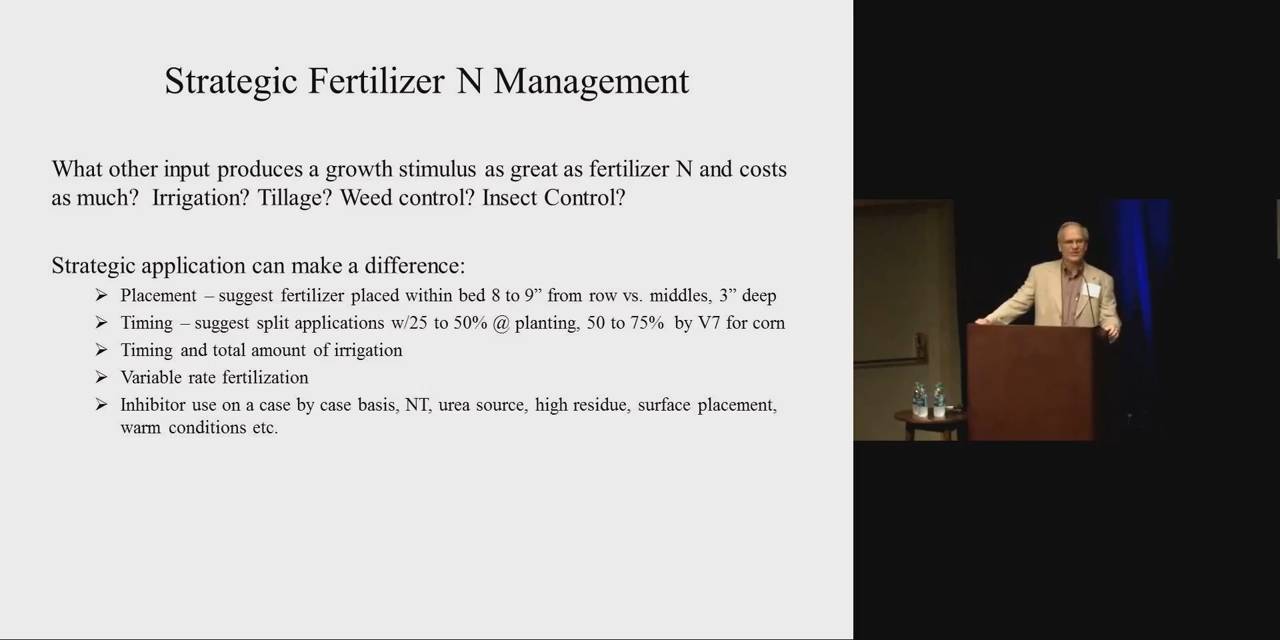 Strategic Fertilizer N Management
What other input produces a growth stimulus as great as fertilizer N and costs
as much?  Irrigation? Tillage? Weed control? Insect Control?
Strategic application can make a difference:
➢ Placement – suggest fertilizer placed within bed 8 to 9” from row vs. middles, 3” deep
➢ Timing – suggest split applications w/25 to 50% @ planting, 50 to 75%  by V7 for corn
➢ Timing and total amount of irrigation
➢ Variable rate fertilization
➢ Inhibitor use on a case by case basis, NT, urea source, high residue, surface placement,
warm conditions etc.